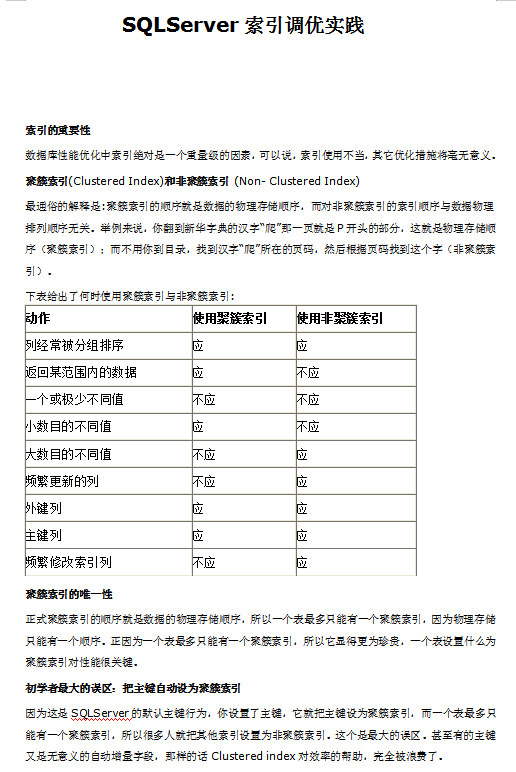 SQLServer 索引调优实践
索引的重要性
数据库性能优化中索引绝对是一个重量级的因素，可以说，索引使用不当，其它优化措施将毫无意义。
聚簇索引(Clustered Index)和非聚簇索引 (Non- Clustered Index)
最通俗的解释是:聚簇索引的顺序就是数据的物理存储顺序，而对非聚簇索引的索引顺序与数据物理
排列顺序无关。举例来说，你翻到新华字典的汉字“爬”那一页就是 P 开头的部分，这就是物理存储顺
序（聚簇索引）；而不用你到目录，找到汉字“爬”所在的页码，然后根据页码找到这个字（非聚簇索
引）。
下表给出了何时使用聚簇索引与非聚簇索引：
动作 使用聚簇索引 使用非聚簇索引
列经常被分组排序 应 应
返回某范围内的数据 应 不应
一个或极少不同值 不应 不应
小数目的不同值 应 不应
大数目的不同值 不应 应
频繁更新的列 不应 应
外键列 应 应
主键列 应 应
频繁修改索引列 不应 应
聚簇索引的唯一性
正式聚簇索引的顺序就是数据的物理存储顺序，所以一个表最多只能有一个聚簇索引，因为物理存储
只能有一个顺序。正因为一个表最多只能有一个聚簇索引，所以它显得更为珍贵，一个表设置什么为
聚簇索引对性能很关键。
初学者最大的误区：把主键自动设为聚簇索引
因为这是 SQLServer 的默认主键行为，你设置了主键，它就把主键设为聚簇索引，而一个表最多只
能有一个聚簇索引，所以很多人就把其他索引设置为非聚簇索引。这个是最大的误区。甚至有的主键
又是无意义的自动增量字段，那样的话 Clustered index 对效率的帮助，完全被浪费了。